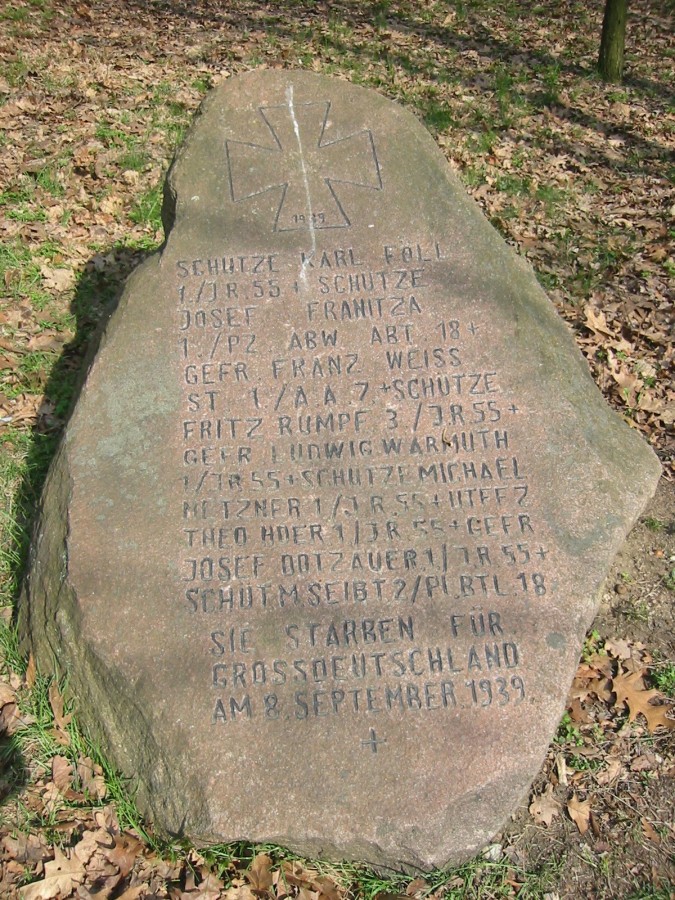 1939
SCHÜTZE KARL FÖLL
1./J.R.55 + SCHÜTZE
JOSEF FRANITZA
1./PZ ABW ABT. 18 +
GEFR FRANZ WEISS
ST 1./A.A.7.+SCHÜTZE
FRITZ RUMPF 3./J.R.55 +
GEFR LUDWIG WARMUTH
1/J.R.55+SCHÜTZE MICHAEL
METZNER 1/J.R.55+UFFZ
THEO HOER 1/J.R.55+GEFR
JOSEF DOTZAUER 1/J.R.55+
SCHÜT M. SEIBT 2/PI.BTL.18
SIE STARBEN FÜR
GROSSDEUTSCHLAND
AM 8. SEPTEMBER 1939.
+